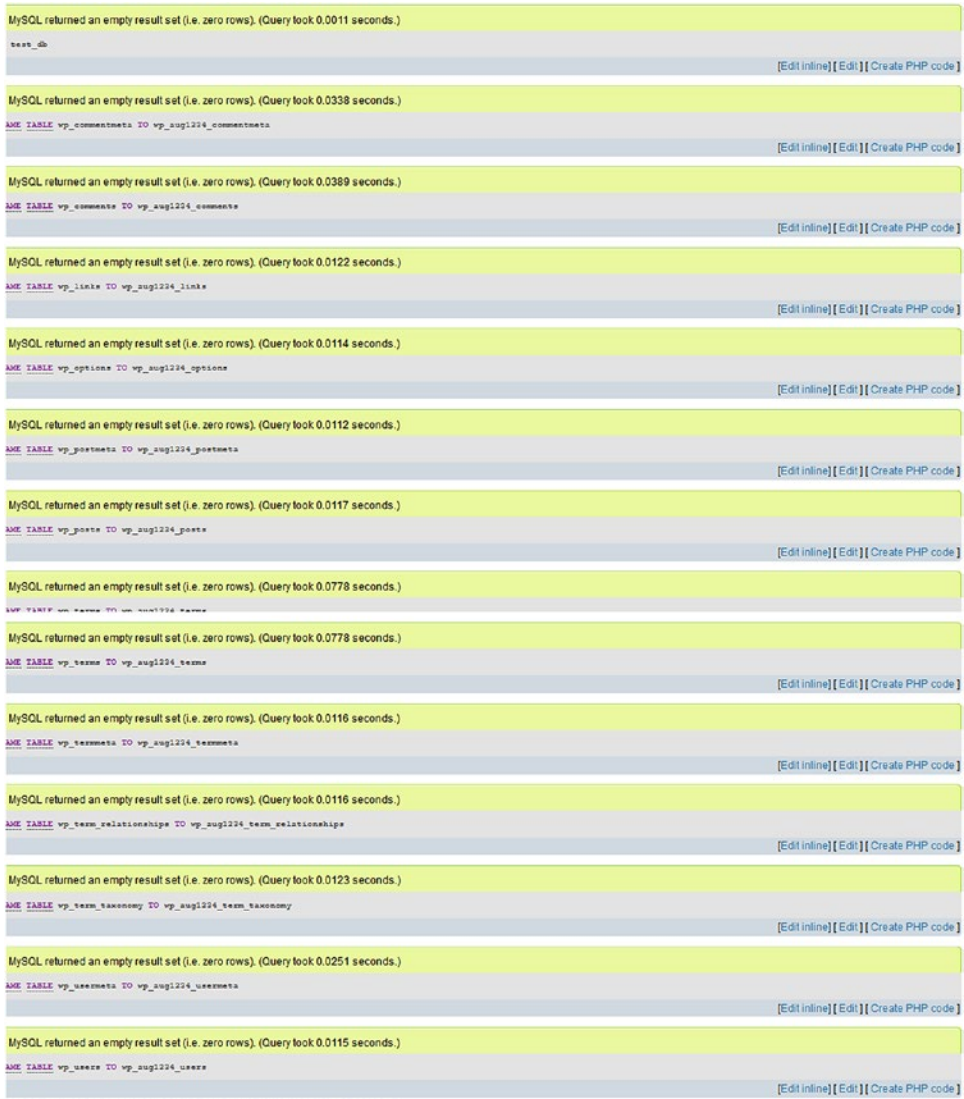 MySQL returned an empty result set (i.e. zero rows). (Query took 0.0011 seconds.)
test_db
[Edit inline] [ Edit ] [ Create PHP code ]
MySQL returned an empty result set (i.e. zero rows). (Query took 0.0338 seconds.)
AME TABLE wp_commentmeta TO wp_aug1234_commentmeta
[Edit inline] [ Edit ] [ Create PHP code ]
MySQL returned an empty result set (i.e. zero rows). (Query took 0.0389 seconds.)
AME TABLE wp_comments TO wp_aug1234_comments
[Edit inline] [ Edit ] [ Create PHP code ]
MySQL returned an empty result set (i.e. zero rows). (Query took 0.0122 seconds.)
AME TABLE wp_links TO wp_aug1234_links
[Edit inline] [ Edit ] [ Create PHP code ]
MySQL returned an empty result set (i.e. zero rows). (Query took 0.0114 seconds.)
AME TABLE wp_options TO wp_aug1234_options
[Edit inline] [ Edit ] [ Create PHP code ]
MySQL returned an empty result set (i.e. zero rows). (Query took 0.0112 seconds.)
AME TABLE wp_postmeta TO wp_aug1234_postmeta
[Edit inline] [ Edit ] [ Create PHP code ]
MySQL returned an empty result set (i.e. zero rows). (Query took 0.0117 seconds.)
AME TABLE wp_posts TO wp_aug1234_posts
[Edit inline] [ Edit ] [ Create PHP code ]
MySQL returned an empty result set (i.e. zero rows). (Query took 0.0778 seconds.)
AME TABLE wp_terms TO wp_aug1234_terms
MySQL returned an empty result set (i.e. zero rows). (Query took 0.0778 seconds.)
AME TABLE wp_terms TO wp_aug1234_terms
[Edit inline] [ Edit ] [ Create PHP code ]
MySQL returned an empty result set (i.e. zero rows). (Query took 0.0116 seconds.)
AME TABLE wp_termmeta TO wp_aug1234_termmeta
[Edit inline] [ Edit ] [ Create PHP code ]
MySQL returned an empty result set (i.e. zero rows). (Query took 0.0116 seconds.)
AME TABLE wp_term_relationships TO wp_aug1234_term_relationships
[Edit inline] [ Edit ] [ Create PHP code ]
MySQL returned an empty result set (i.e. zero rows). (Query took 0.0123 seconds.)
AME TABLE wp_term_taxonomy TO wp_aug1234_term_taxonomy
[Edit inline] [ Edit ] [ Create PHP code ]
MySQL returned an empty result set (i.e. zero rows). (Query took 0.0251 seconds.)
AME TABLE wp_usermeta TO wp_aug1234_usermeta
[Edit inline] [ Edit ] [ Create PHP code ]
MySQL returned an empty result set (i.e. zero rows). (Query took 0.0115 seconds.)
AME TABLE wp_users TO wp_aug1234_users
[Edit inline] [ Edit ] [ Create PHP code ]